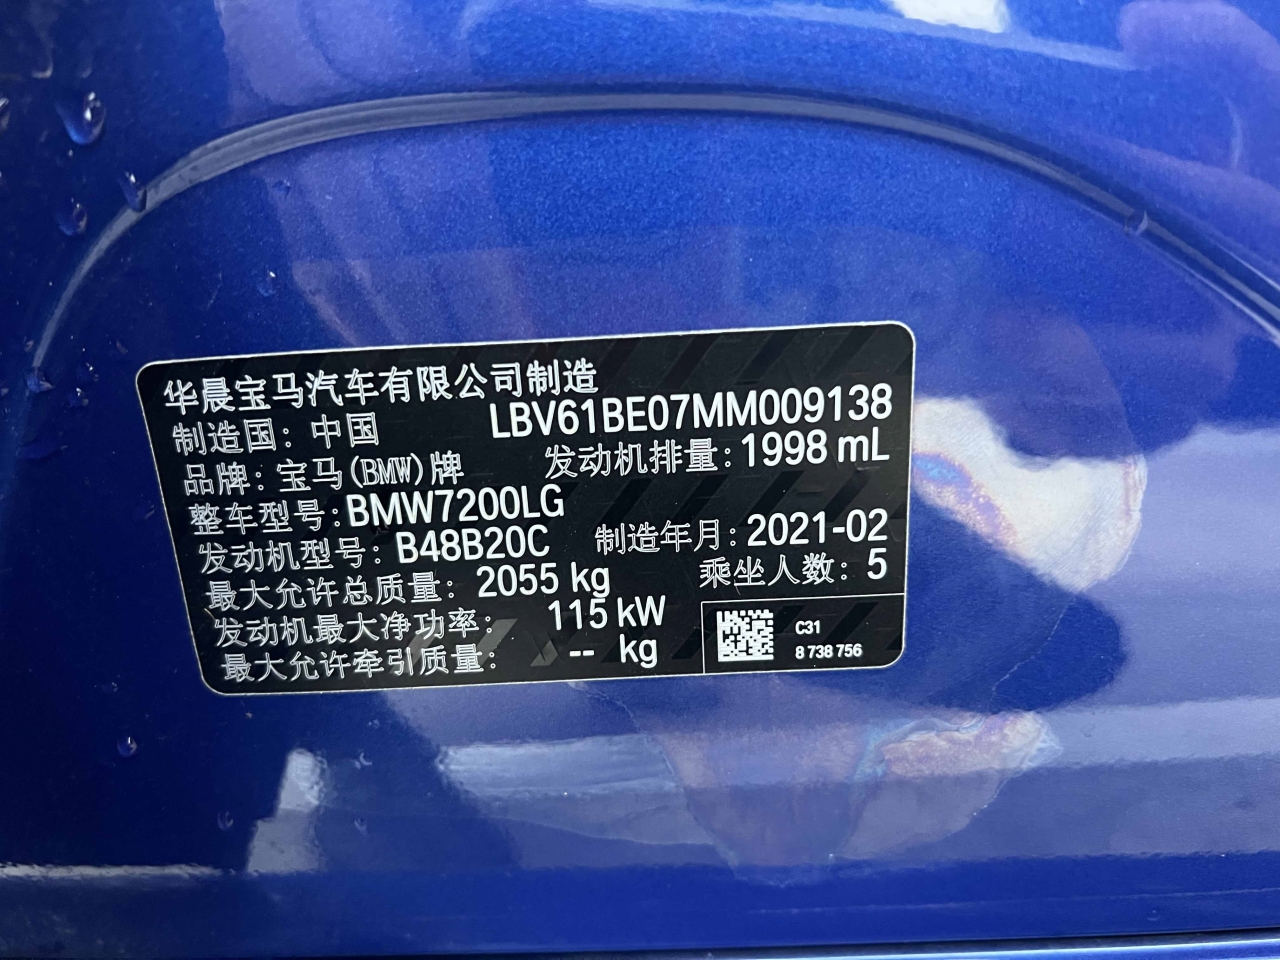 华晨宝马汽车有限公司制造
制造国：中国 LBV61BE07MM009138
品牌：宝马(BMW)牌 发动机排量：1998 mL
整车型号：BMW7200LG
发动机型号：B48B20C 制造年月：2021-02
最大允许总质量：2055 kg 乘坐人数：5
发动机最大净功率：115 kW
最大允许牵引质量：-- kg
C31
8 738 756